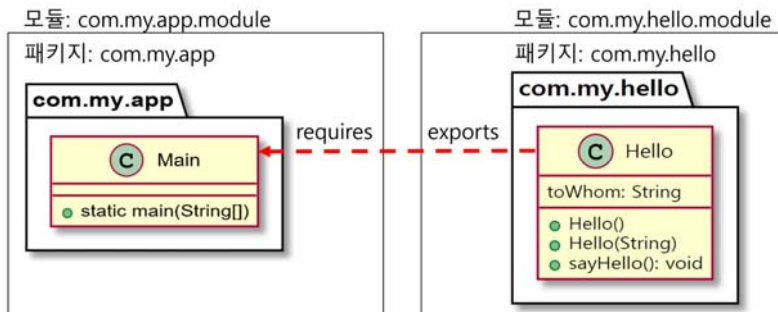 모듈: com.my.app.module
패키지: com.my.app
com.my.app
C Main
static main(String[])
requires
exports
모듈: com.my.hello.module
패키지: com.my.hello
com.my.hello
C Hello
toWhom: String
Hello()
Hello(String)
sayHello(): void